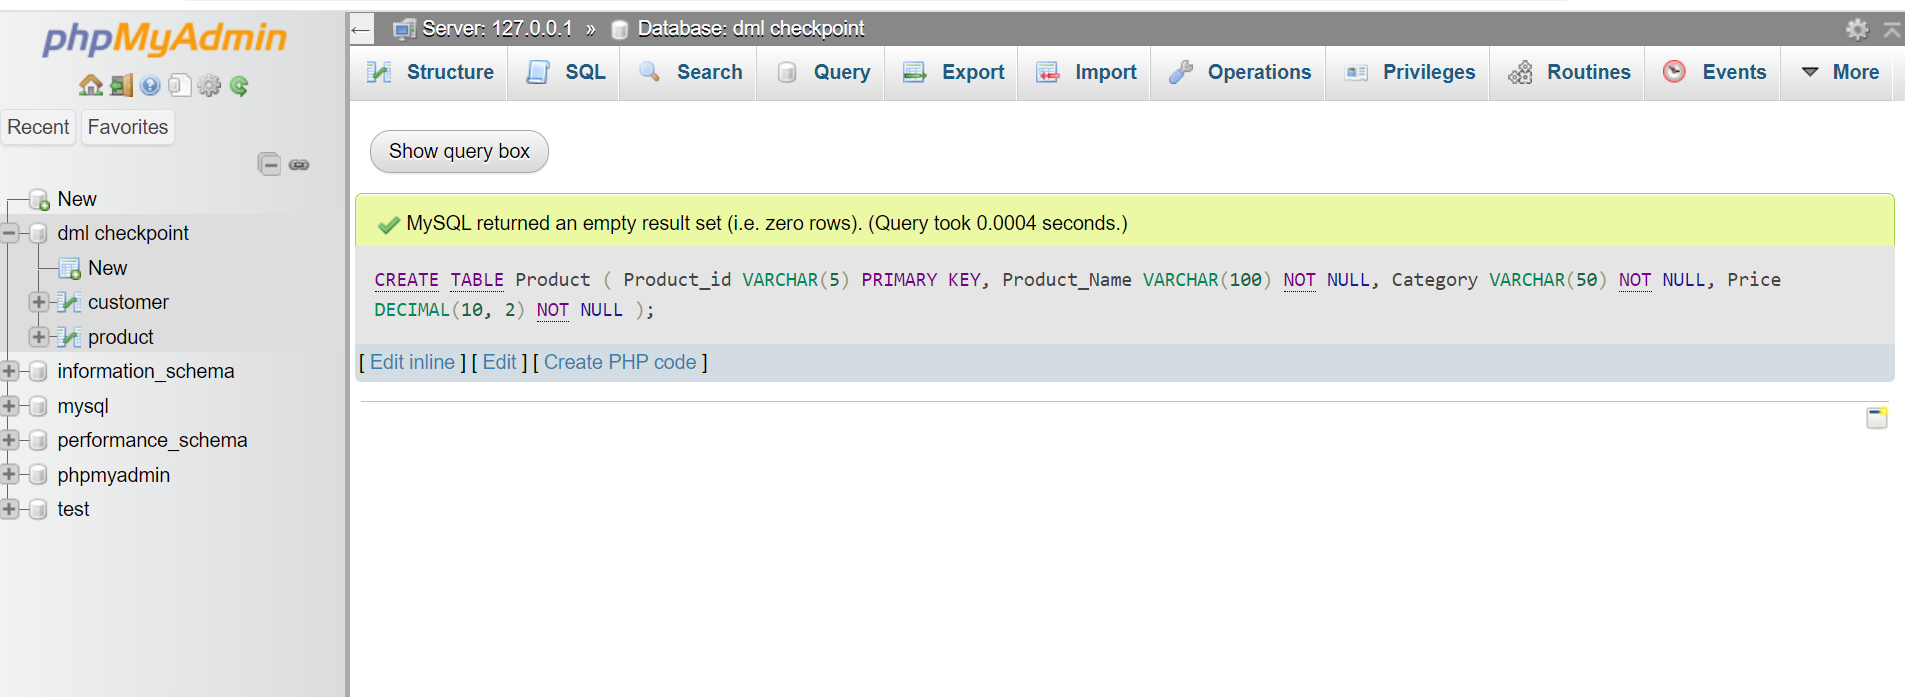 phpMyAdmin
Recent Favorites
New
dml checkpoint
New
customer
product
information_schema
mysql
performance_schema
phpmyadmin
test
Server: 127.0.0.1 » Database: dml checkpoint
Structure SQL Search Query Export Import Operations Privileges Routines Events More
Show query box
MySQL returned an empty result set (i.e. zero rows). (Query took 0.0004 seconds.)
CREATE TABLE Product ( Product_id VARCHAR(5) PRIMARY KEY, Product_Name VARCHAR(100) NOT NULL, Category VARCHAR(50) NOT NULL, Price
DECIMAL(10, 2) NOT NULL );
[ Edit inline ] [ Edit ] [ Create PHP code ]